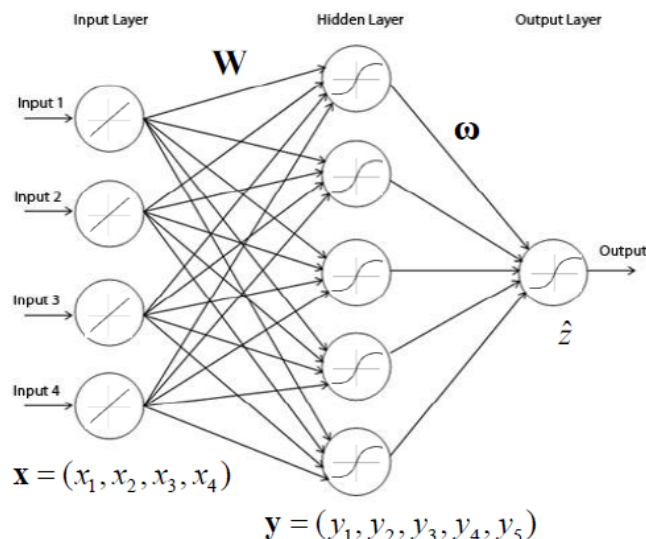 Input Layer
Hidden Layer
Output Layer
W
Input 1
ω
Input 2
Output
Input 3
ẑ
Input 4
x = (x₁, x₂, x₃, x₄)
y = (y₁, y₂, y₃, y₄, y₅)